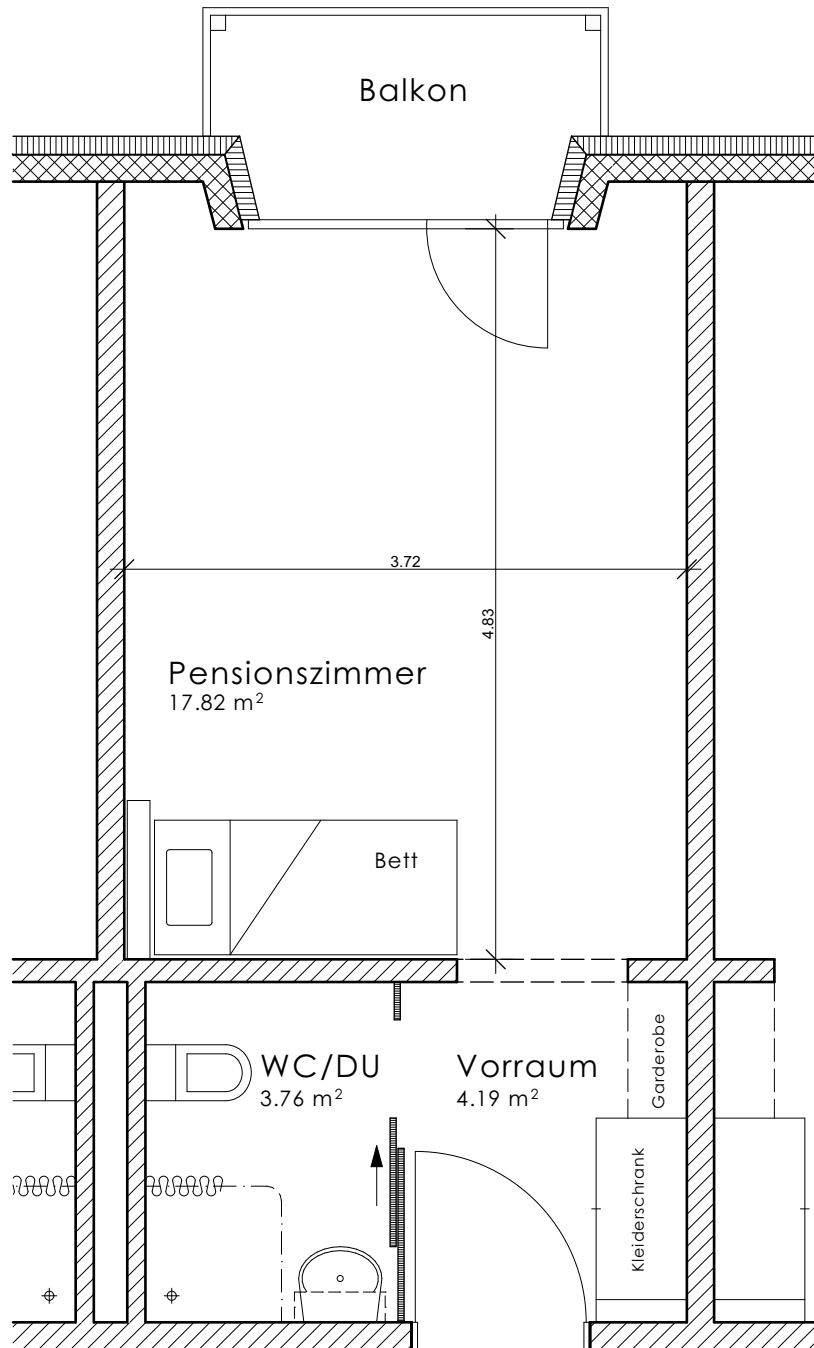 Balkon
3.72
4.83
Pensionszimmer
17.82 m²
Bett
WC/DU
3.76 m²
Vorraum
4.19 m²
Garderobe
Kleiderschrank